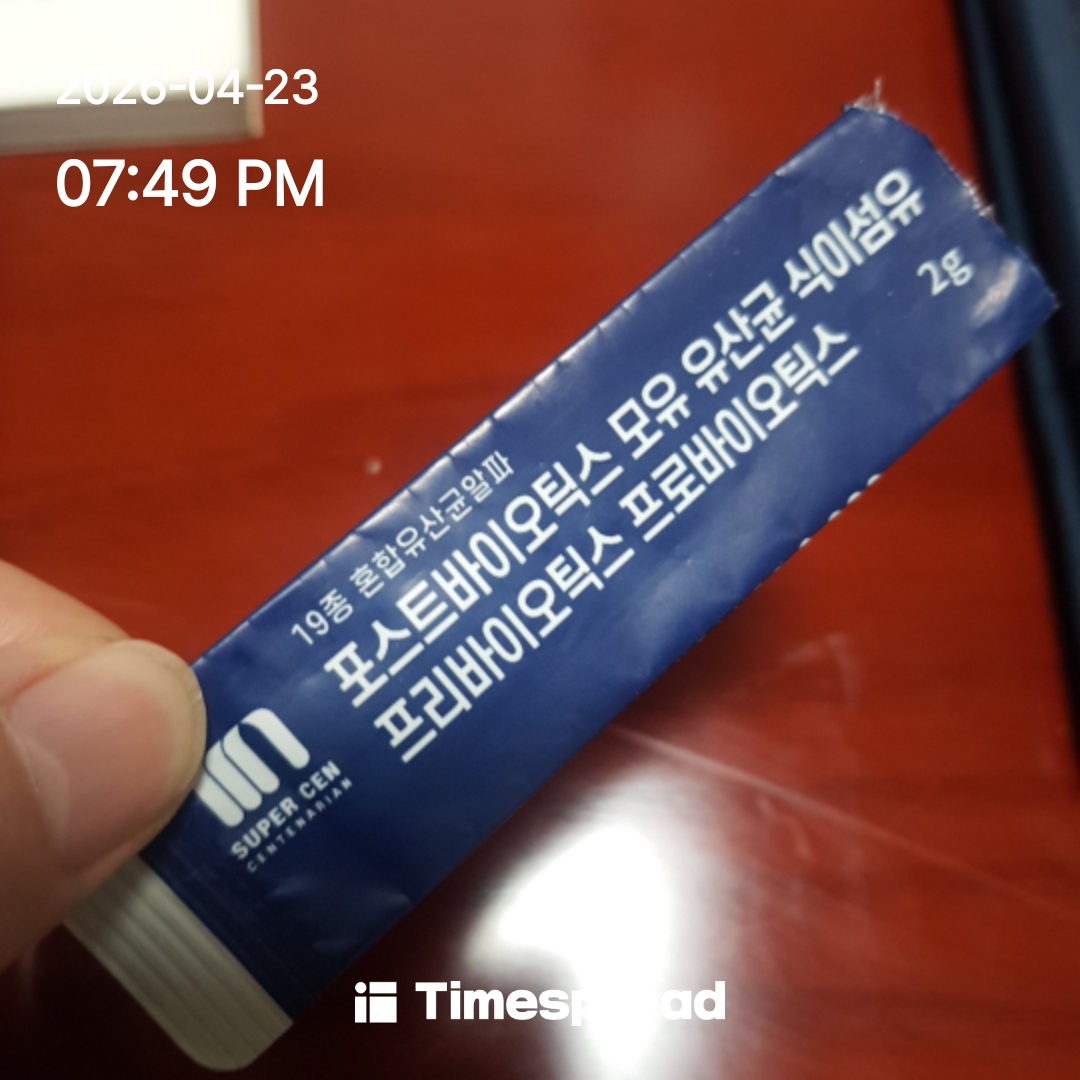 2026-04-23
07:49 PM
19종 혼합유산균알파
포스트바이오틱스 모유 유산균 식이섬유
프리바이오틱스 프로바이오틱스
2g
SUPER CEN
CENTENARIAN
Timespread